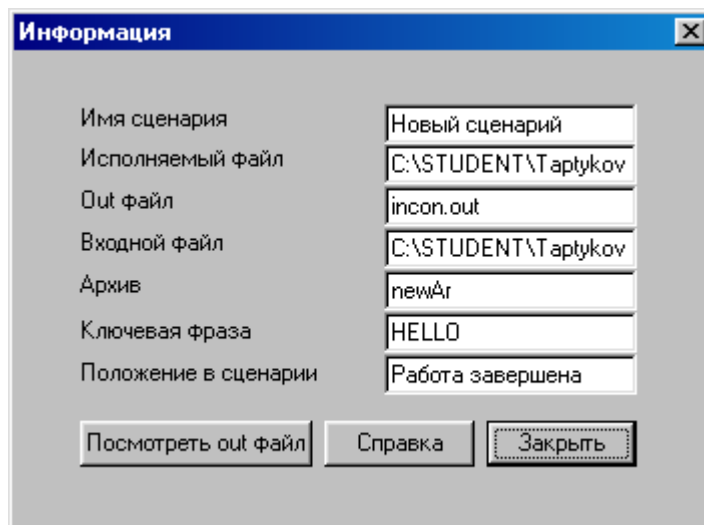 Информация
Имя сценария Новый сценарий
Исполняемый файл C:\STUDENT\Taptykov
Out файл incon.out
Входной файл C:\STUDENT\Taptykov
Архив newAr
Ключевая фраза HELLO
Положение в сценарии Работа завершена
Посмотреть out файл Справка Закрыть